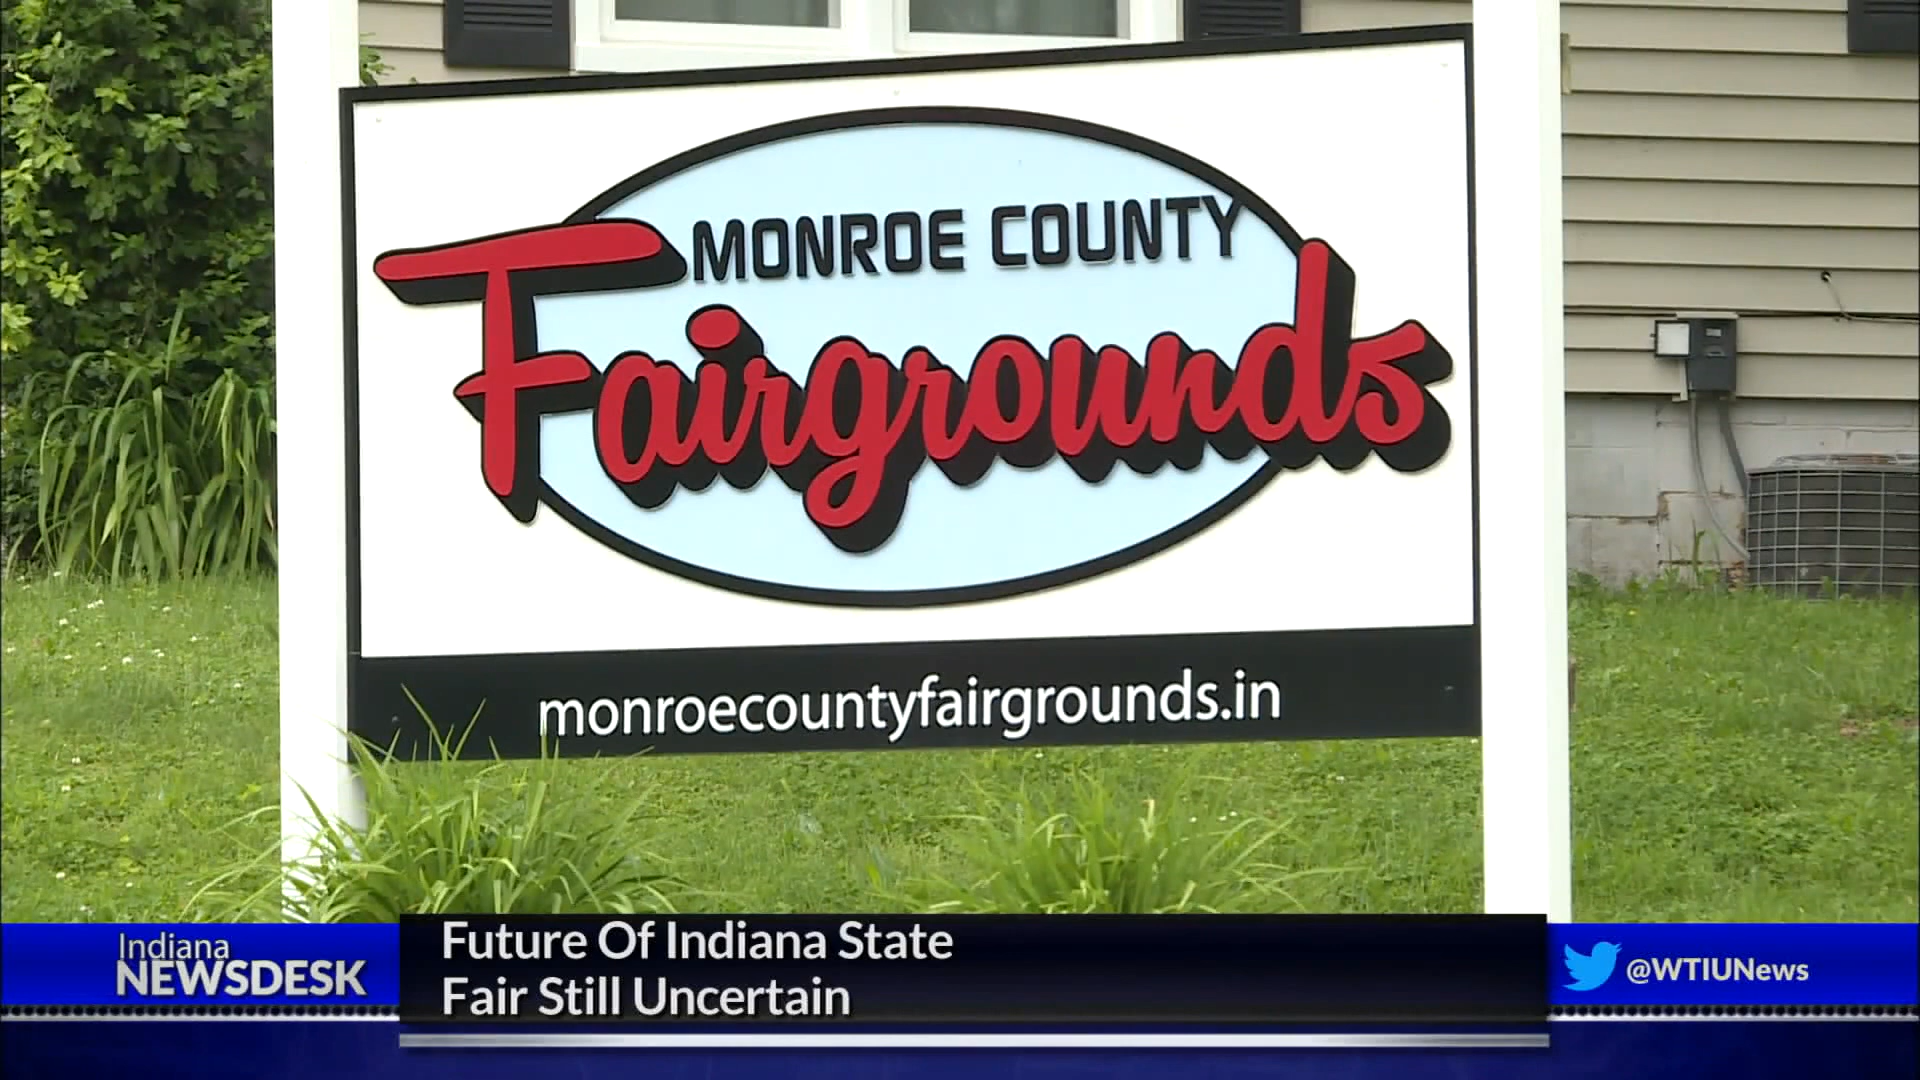 MONROE COUNTY
Fairgrounds
monroecountyfairgrounds.in
Indiana
NEWSDESK
Future Of Indiana State
Fair Still Uncertain
@WTIUNews